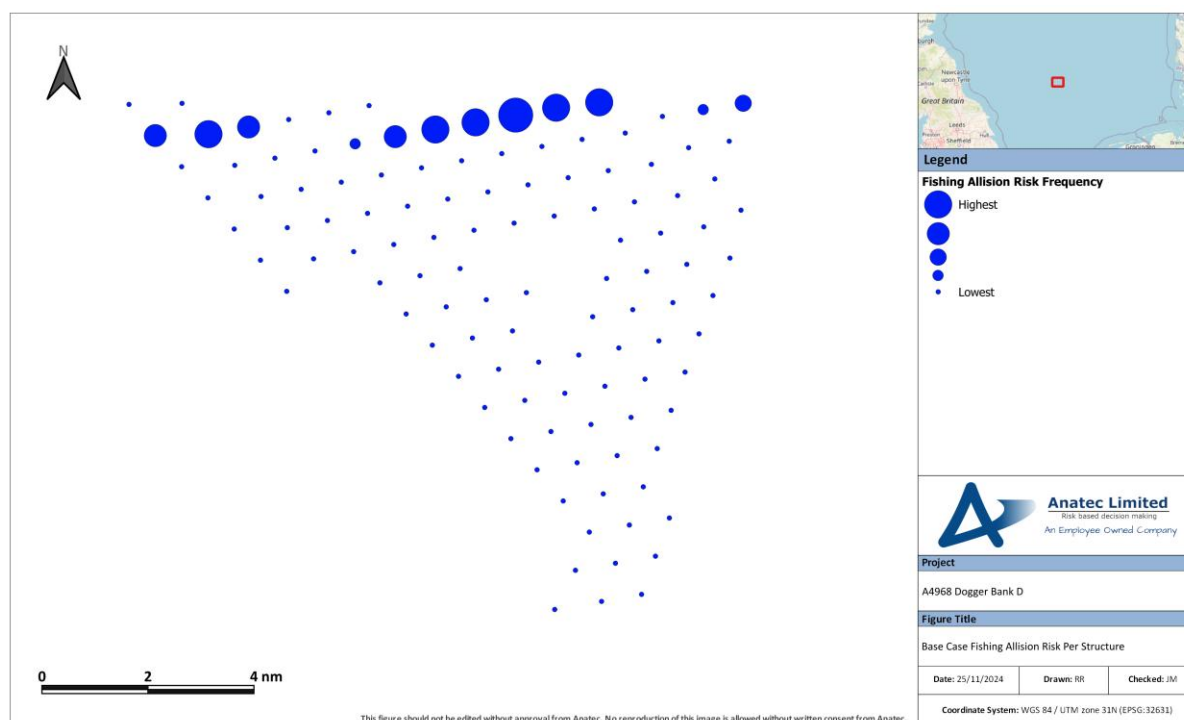 N
0 2 4 nm
This figure should not be edited without approval from Anatec. No reproduction of this image is allowed without written consent from Anatec.
Newcastle
upon Tyne
Great Britain
Leeds
Preston
Sheffield
Hull
Groningen
Legend
Fishing Allision Risk Frequency
Highest
Lowest
Anatec Limited
Risk based decision making
An Employee Owned Company
Project
A4968 Dogger Bank D
Figure Title
Base Case Fishing Allision Risk Per Structure
Date: 25/11/2024 Drawn: RR Checked: JM
Coordinate System: WGS 84 / UTM zone 31N (EPSG:32631)